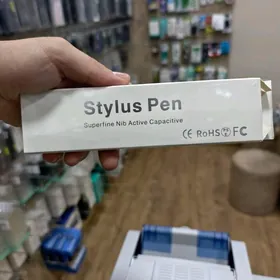 Stylus Pen
Superfine Nib Active Capacitive
CE RoHS FC